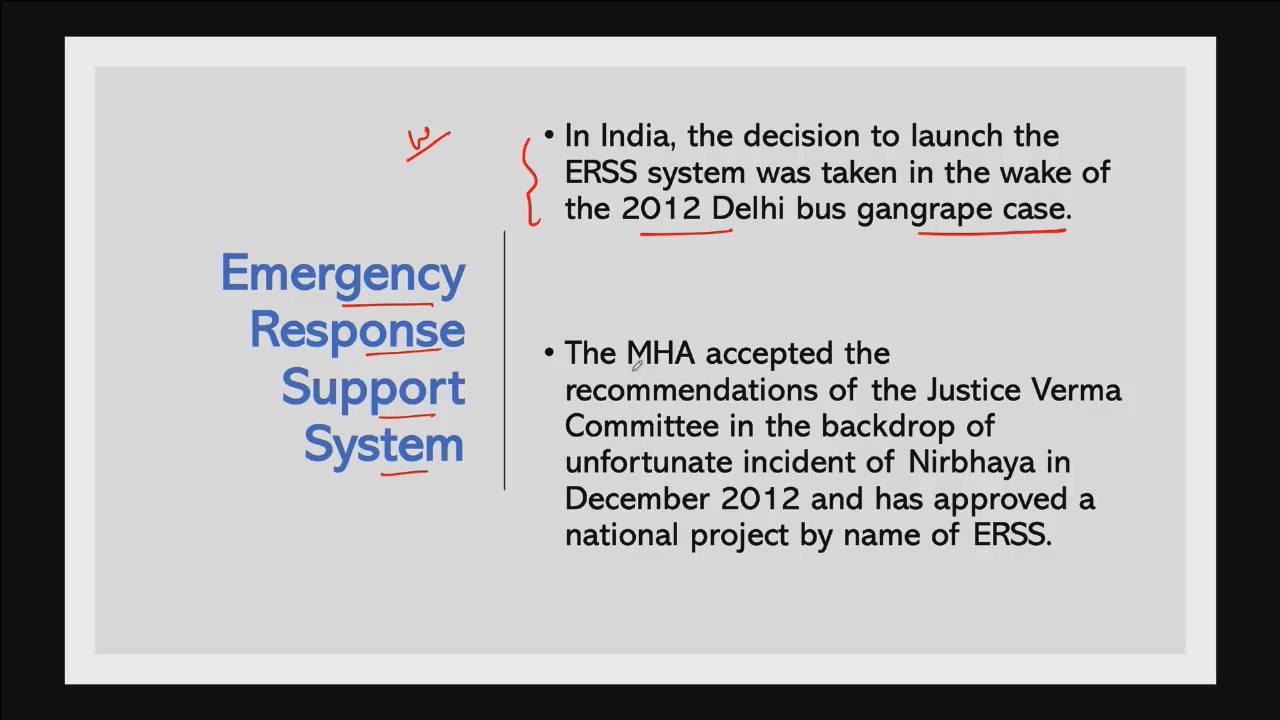 Emergency
Response
Support
System
• In India, the decision to launch the
ERSS system was taken in the wake of
the 2012 Delhi bus gangrape case.
• The MHA accepted the
recommendations of the Justice Verma
Committee in the backdrop of
unfortunate incident of Nirbhaya in
December 2012 and has approved a
national project by name of ERSS.